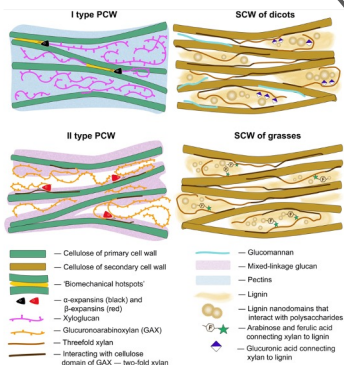 I type PCW
SCW of dicots
II type PCW
SCW of grasses
F
F
F
F
F
F
— Cellulose of primary cell wall
— Cellulose of secondary cell wall
— 'Biomechanical hotspots'
— α-expansins (black) and
β-expansins (red)
— Xyloglucan
— Glucuronoarabinoxylan (GAX)
— Threefold xylan
— Interacting with cellulose
domain of GAX — two-fold xylan
— Glucomannan
— Mixed-linkage glucan
— Pectins
— Lignin
— Lignin nanodomains that
interact with polysaccharides
F — Arabinose and ferulic acid
connecting xylan to lignin
— Glucuronic acid connecting
xylan to lignin